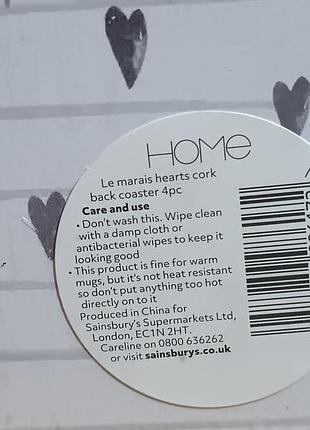 HOME
Le marais hearts cork
back coaster 4pc
Care and use
• Don't wash this. Wipe clean
with a damp cloth or
antibacterial wipes to keep it
looking good
• This product is fine for warm
mugs, but it's not heat resistant
so don't put anything too hot
directly on to it
Produced in China for
Sainsbury's Supermarkets Ltd,
London, EC1N 2HT.
Careline on 0800 636262
or visit sainsburys.co.uk